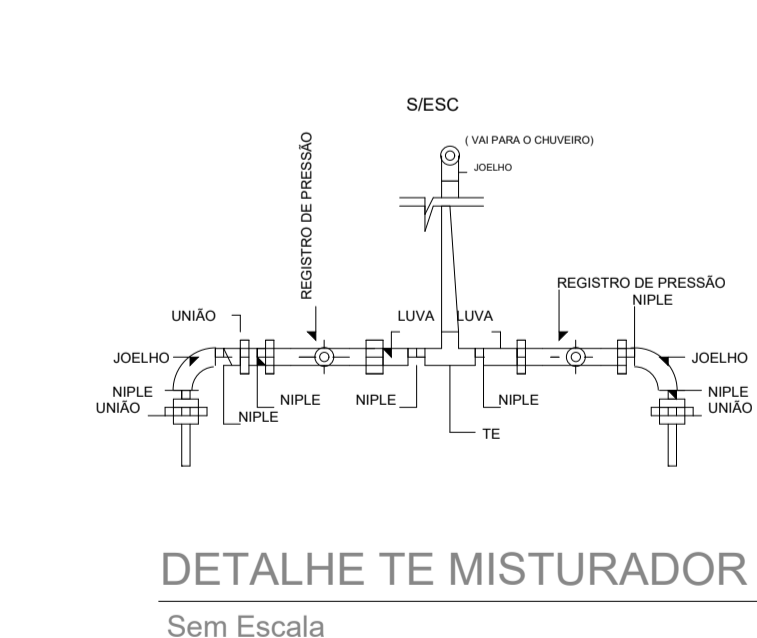 S/ESC
( VAI PARA O CHUVEIRO)
JOELHO
REGISTRO DE PRESSÃO
REGISTRO DE PRESSÃO
NIPLE
UNIÃO
LUVA
LUVA
JOELHO
JOELHO
NIPLE
UNIÃO
NIPLE
NIPLE
NIPLE
NIPLE
NIPLE
UNIÃO
TE
DETALHE TE MISTURADOR
Sem Escala